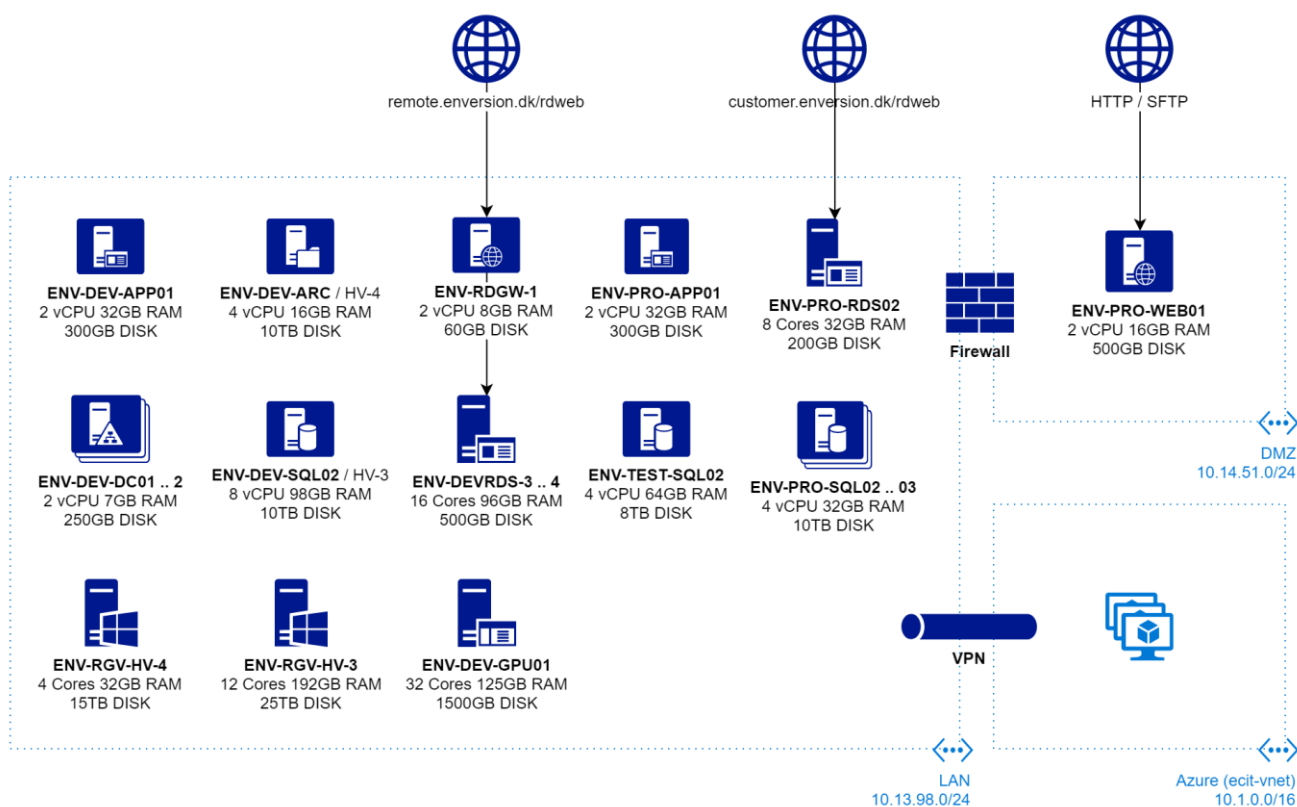 remote.enversion.dk/rdweb
customer.enversion.dk/rdweb
HTTP / SFTP
ENV-DEV-APP01
2 vCPU 32GB RAM
300GB DISK
ENV-DEV-ARC / HV-4
4 vCPU 16GB RAM
10TB DISK
ENV-RDGW-1
2 vCPU 8GB RAM
60GB DISK
ENV-PRO-APP01
2 vCPU 32GB RAM
300GB DISK
ENV-PRO-RDS02
8 Cores 32GB RAM
200GB DISK
Firewall
ENV-PRO-WEB01
2 vCPU 16GB RAM
500GB DISK
DMZ
10.14.51.0/24
ENV-DEV-DC01 .. 2
2 vCPU 7GB RAM
250GB DISK
ENV-DEV-SQL02 / HV-3
8 vCPU 98GB RAM
10TB DISK
ENV-DEVRDS-3 .. 4
16 Cores 96GB RAM
500GB DISK
ENV-TEST-SQL02
4 vCPU 64GB RAM
8TB DISK
ENV-PRO-SQL02 .. 03
4 vCPU 32GB RAM
10TB DISK
ENV-RGV-HV-4
4 Cores 32GB RAM
15TB DISK
ENV-RGV-HV-3
12 Cores 192GB RAM
25TB DISK
ENV-DEV-GPU01
32 Cores 125GB RAM
1500GB DISK
VPN
LAN
10.13.98.0/24
Azure (ecit-vnet)
10.1.0.0/16